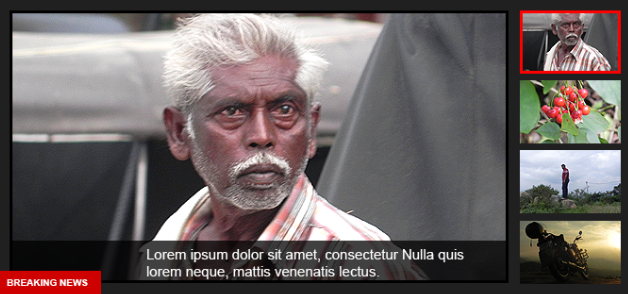 Lorem ipsum dolor sit amet, consectetur Nulla quis
lorem neque, mattis venenatis lectus.
BREAKING NEWS